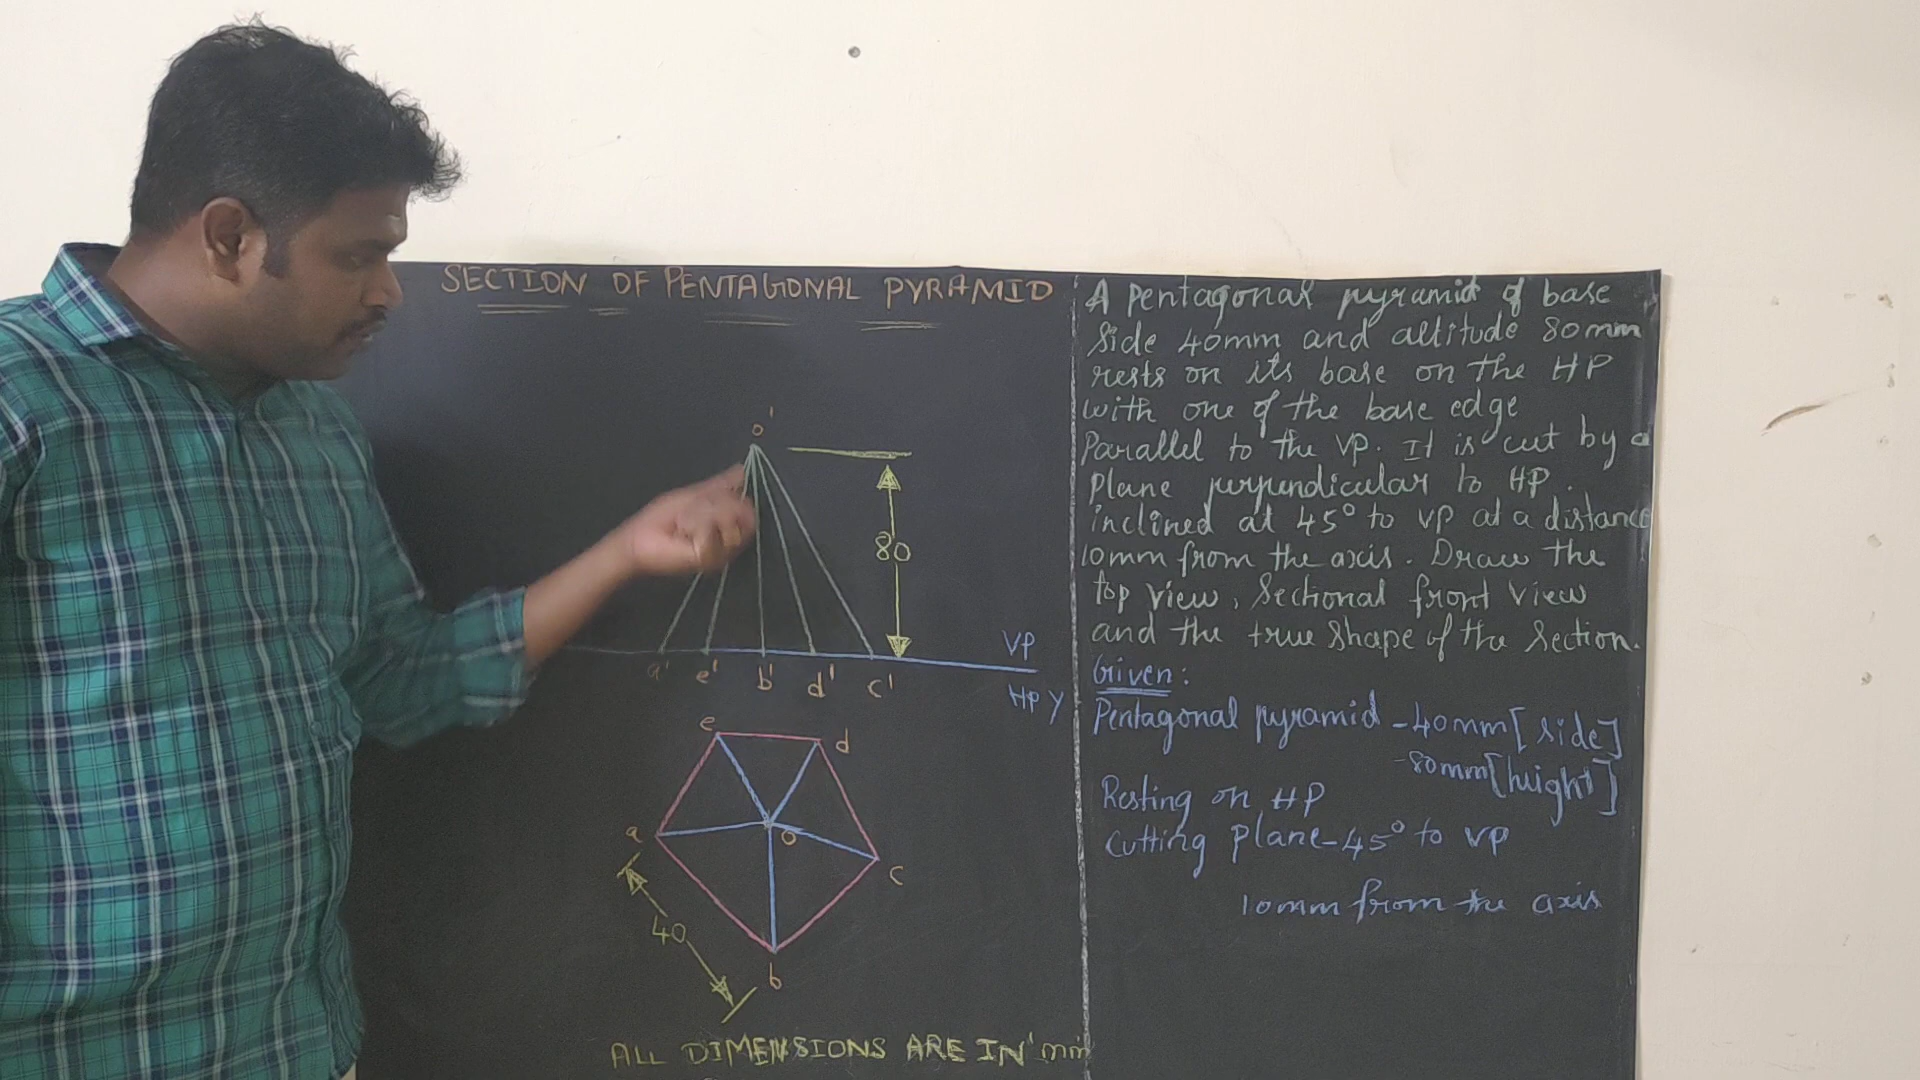 SECTION OF PENTAGONAL PYRAMID
o'
80
VP
a' e' b' d' c'
HP Y
e
d
a
o
c
40
b
ALL DIMENSIONS ARE IN 'mm'
A pentagonal pyramid of base
side 40mm and altitude 80mm
rests on its base on the HP
with one of the base edge
Parallel to the VP. It is cut by a
plane perpendicular to HP.
inclined at 45° to VP at a distance
10mm from the axis. Draw the
top view, sectional front view
and the true shape of the section.
Given:
Pentagonal pyramid - 40mm [side]
- 80mm [height]
Resting on HP
Cutting plane - 45° to VP
10mm from the axis